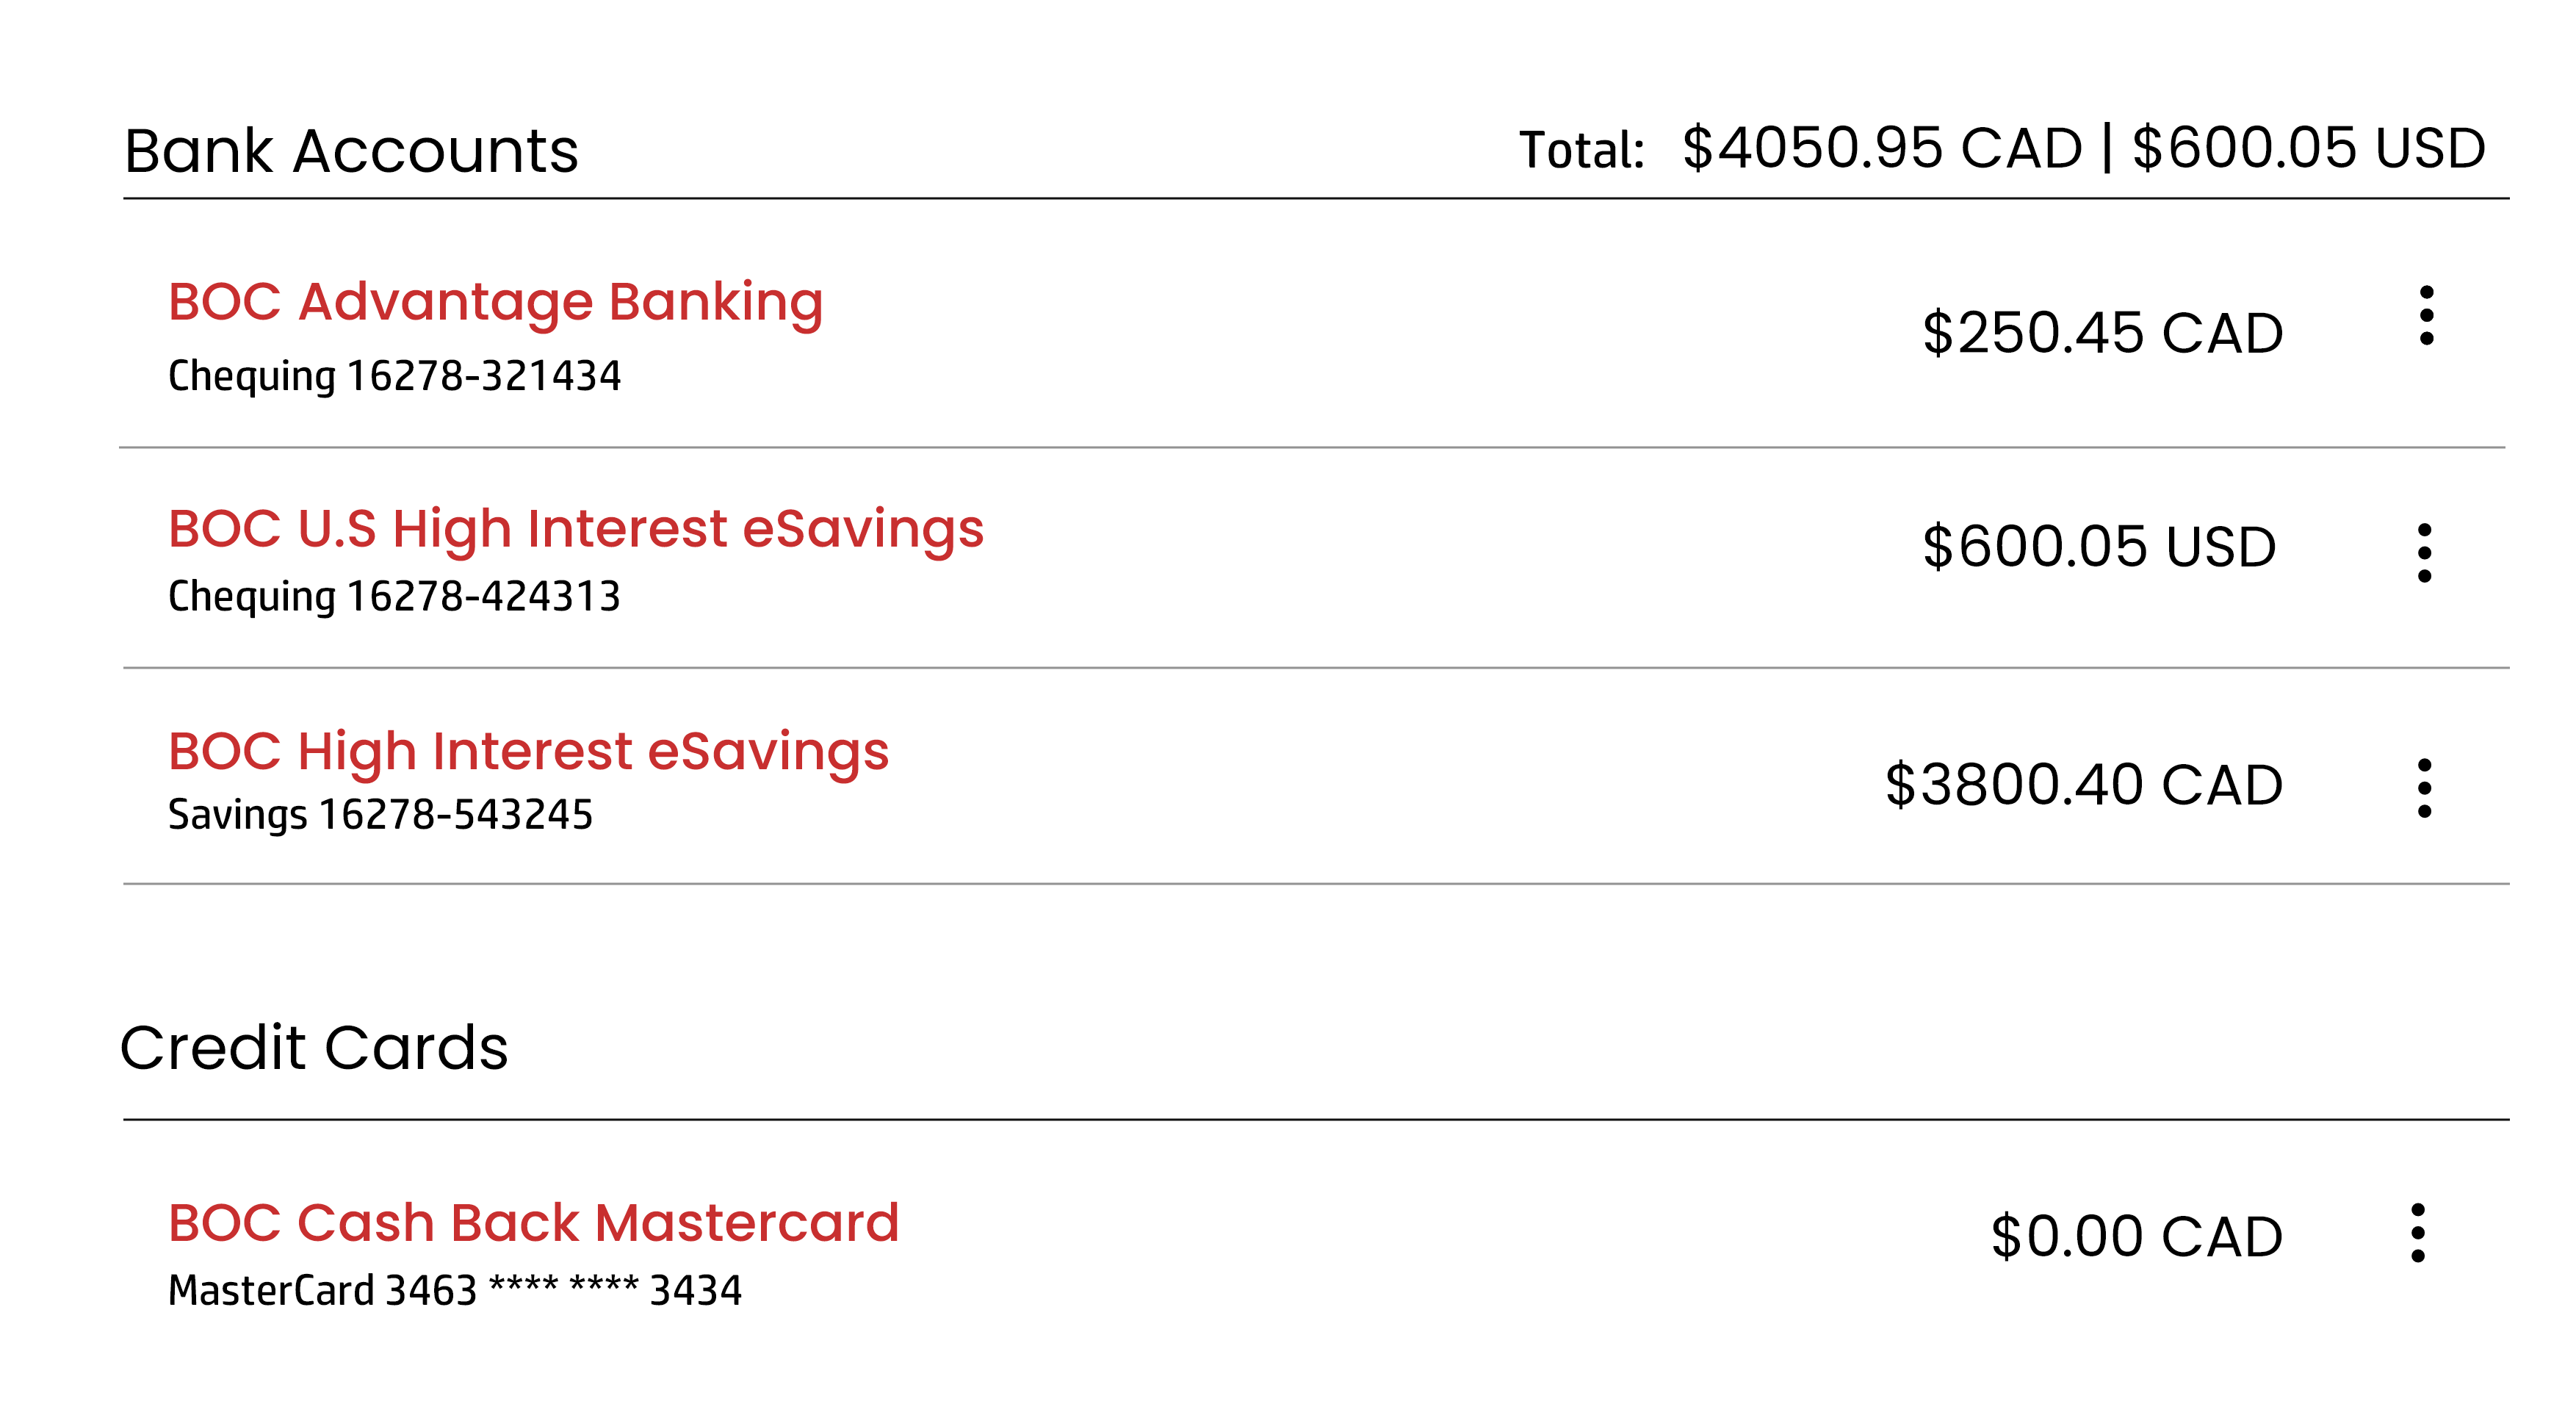 Bank Accounts Total: $4050.95 CAD | $600.05 USD
BOC Advantage Banking
Chequing 16278-321434
$250.45 CAD
BOC U.S High Interest eSavings
Chequing 16278-424313
$600.05 USD
BOC High Interest eSavings
Savings 16278-543245
$3800.40 CAD
Credit Cards
BOC Cash Back Mastercard
MasterCard 3463 **** **** 3434
$0.00 CAD